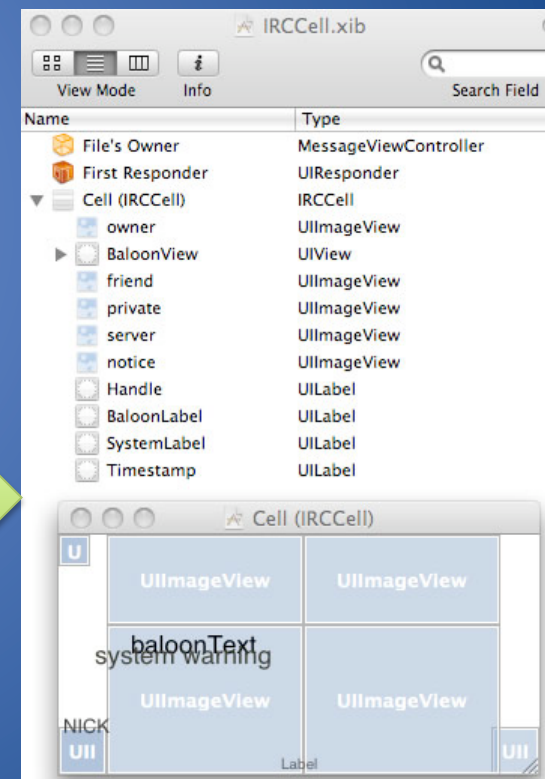 IRCCell.xib
View Mode Info Search Field
Name Type
File's Owner MessageViewController
First Responder UIResponder
Cell (IRCCell) IRCCell
owner UIImageView
BaloonView UIView
friend UIImageView
private UIImageView
server UIImageView
notice UIImageView
Handle UILabel
BaloonLabel UILabel
SystemLabel UILabel
Timestamp UILabel
Cell (IRCCell)
U
UIImageView UIImageView
baloonText
system warning
UIImageView UIImageView
NICK
UII UII
Label